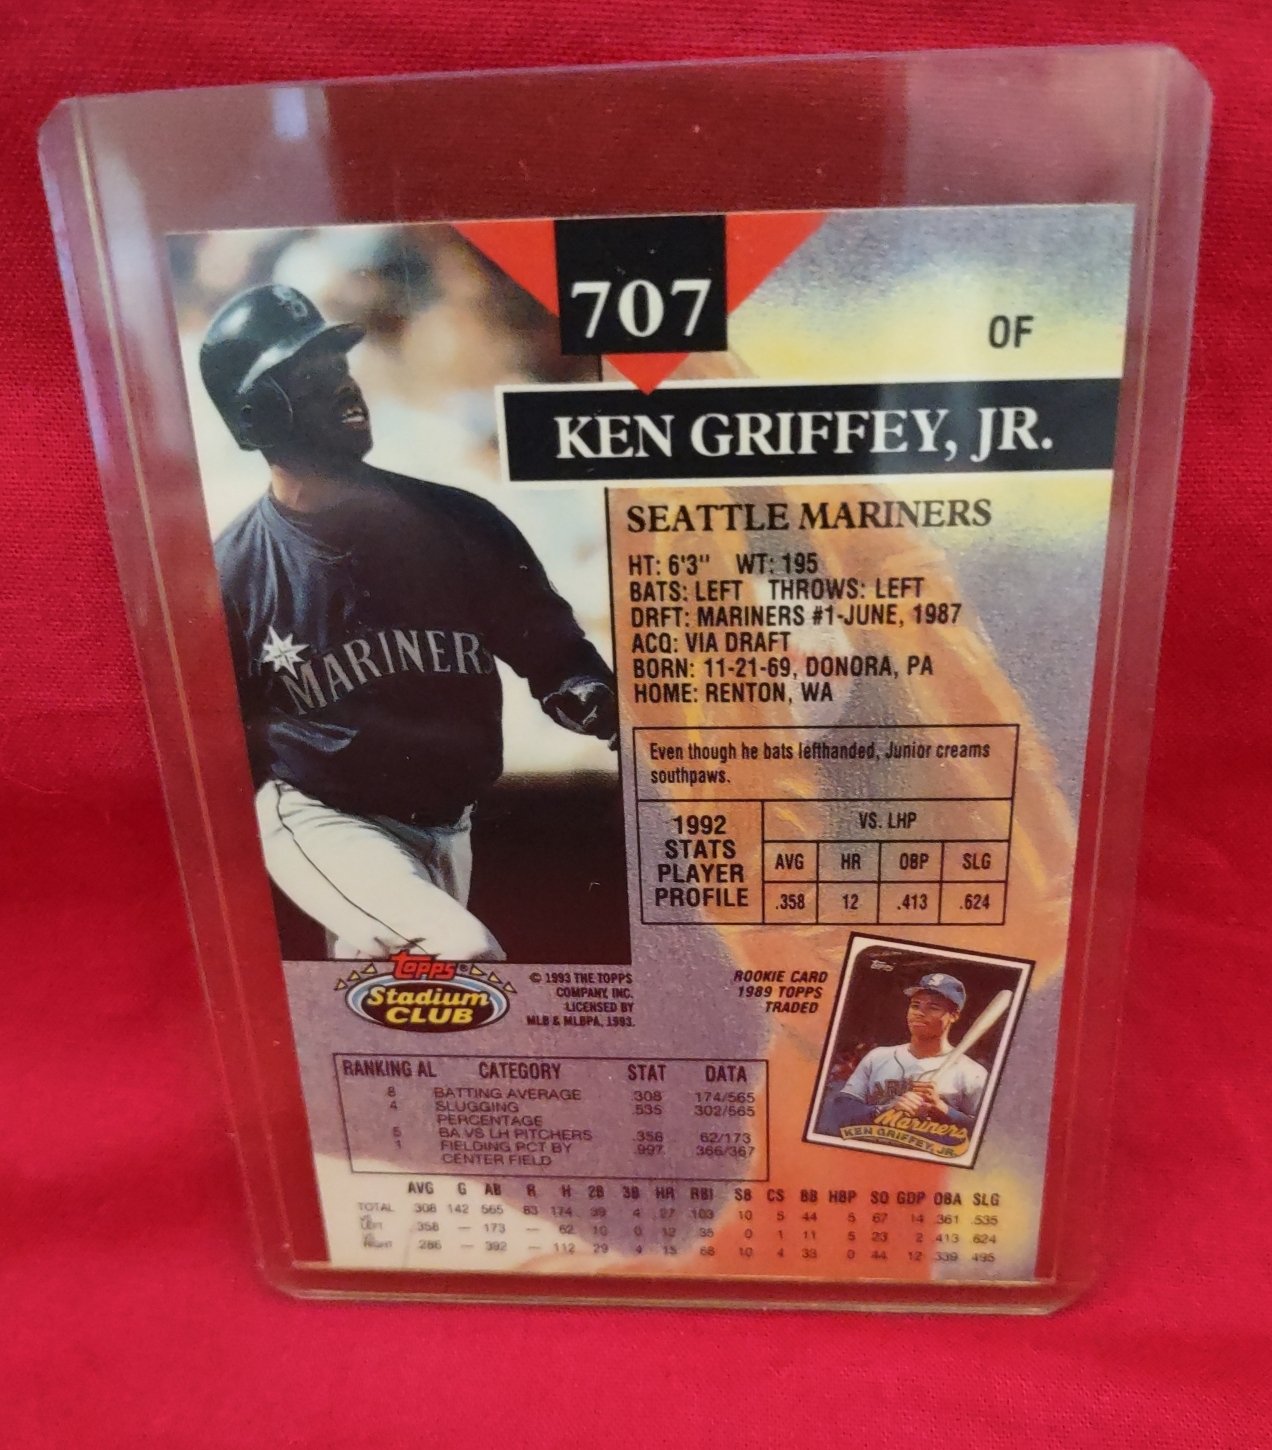 707
OF
KEN GRIFFEY, JR.
SEATTLE MARINERS
HT: 6'3" WT: 195
BATS: LEFT THROWS: LEFT
DRFT: MARINERS #1-JUNE, 1987
ACQ: VIA DRAFT
BORN: 11-21-69, DONORA, PA
HOME: RENTON, WA
S
MARINERS
Even though he bats lefthanded, Junior creams
southpaws.
1992
STATS
PLAYER
PROFILE
VS. LHP
AVG HR OBP SLG
.358 12 .413 .624
topps®
Stadium
CLUB
© 1993 THE TOPPS
COMPANY, INC.
LICENSED BY
MLB & MLBPA, 1993.
ROOKIE CARD
1989 TOPPS
TRADED
Topps
Mariners
KEN GRIFFEY, JR.
RANKING AL CATEGORY STAT DATA
8 BATTING AVERAGE .308 174/565
4 SLUGGING .535 302/565
PERCENTAGE
5 BA VS LH PITCHERS .358 62/173
1 FIELDING PCT BY .997 366/367
CENTER FIELD
AVG G AB R H 2B 3B HR RBI SB CS BB HBP SO GDP OBA SLG
TOTAL .308 142 565 83 174 39 4 27 103 10 5 44 5 67 14 .361 .535
VS. LEFT .358 — 173 — 62 10 0 12 35 0 1 11 5 23 2 .413 .624
VS. RIGHT .286 — 392 — 112 29 4 15 68 10 4 33 0 44 12 .339 .495